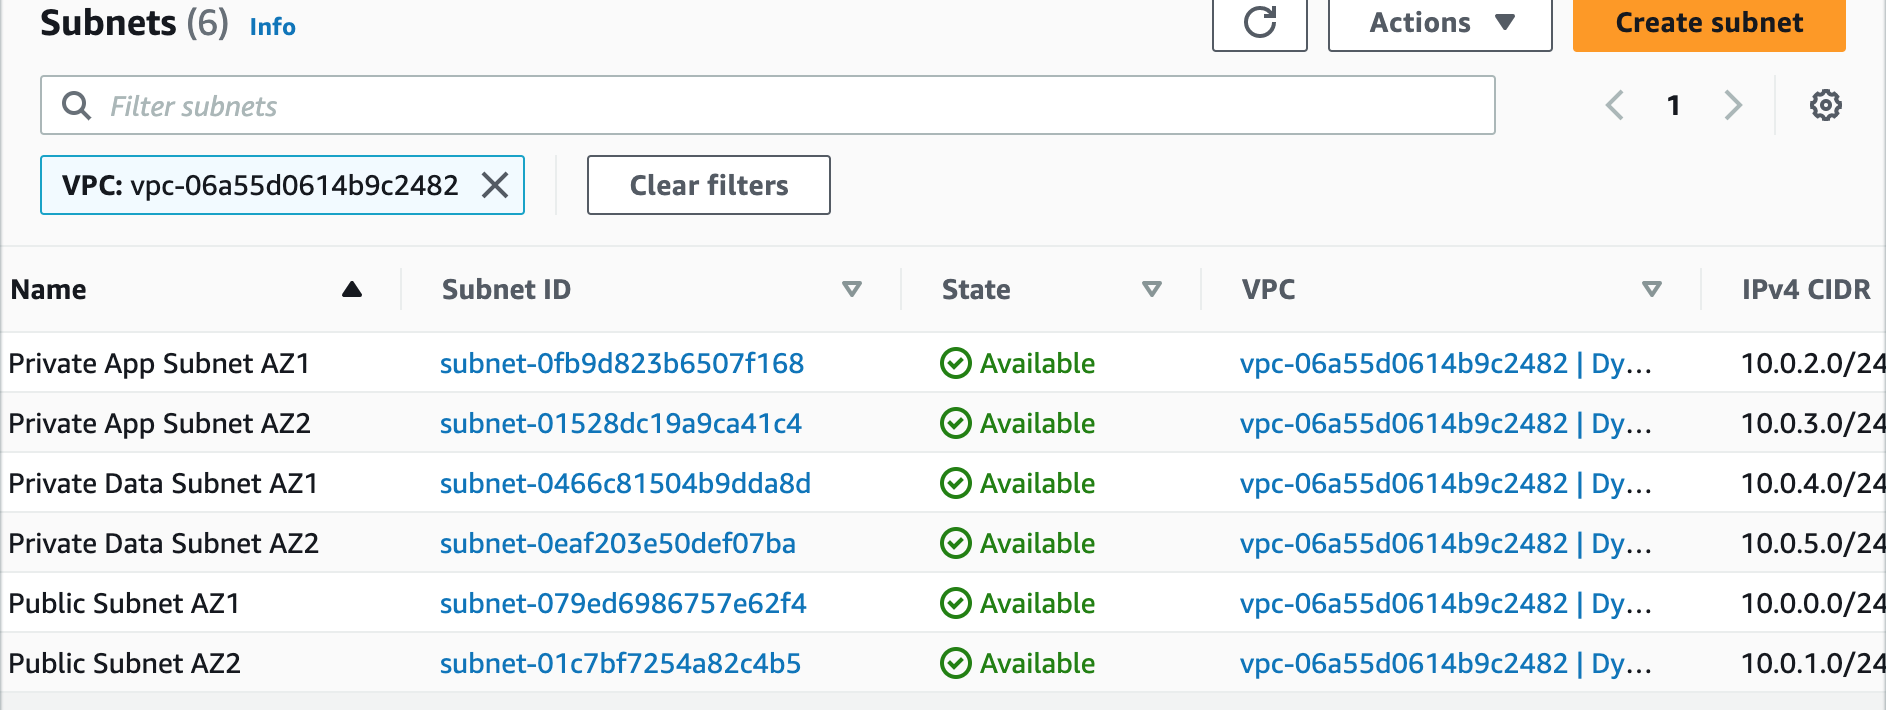 Subnets (6) Info Actions Create subnet
Filter subnets 1
VPC: vpc-06a55d0614b9c2482 Clear filters
Name Subnet ID State VPC IPv4 CIDR
Private App Subnet AZ1 subnet-0fb9d823b6507f168 Available vpc-06a55d0614b9c2482 | Dy... 10.0.2.0/24
Private App Subnet AZ2 subnet-01528dc19a9ca41c4 Available vpc-06a55d0614b9c2482 | Dy... 10.0.3.0/24
Private Data Subnet AZ1 subnet-0466c81504b9dda8d Available vpc-06a55d0614b9c2482 | Dy... 10.0.4.0/24
Private Data Subnet AZ2 subnet-0eaf203e50def07ba Available vpc-06a55d0614b9c2482 | Dy... 10.0.5.0/24
Public Subnet AZ1 subnet-079ed6986757e62f4 Available vpc-06a55d0614b9c2482 | Dy... 10.0.0.0/24
Public Subnet AZ2 subnet-01c7bf7254a82c4b5 Available vpc-06a55d0614b9c2482 | Dy... 10.0.1.0/24